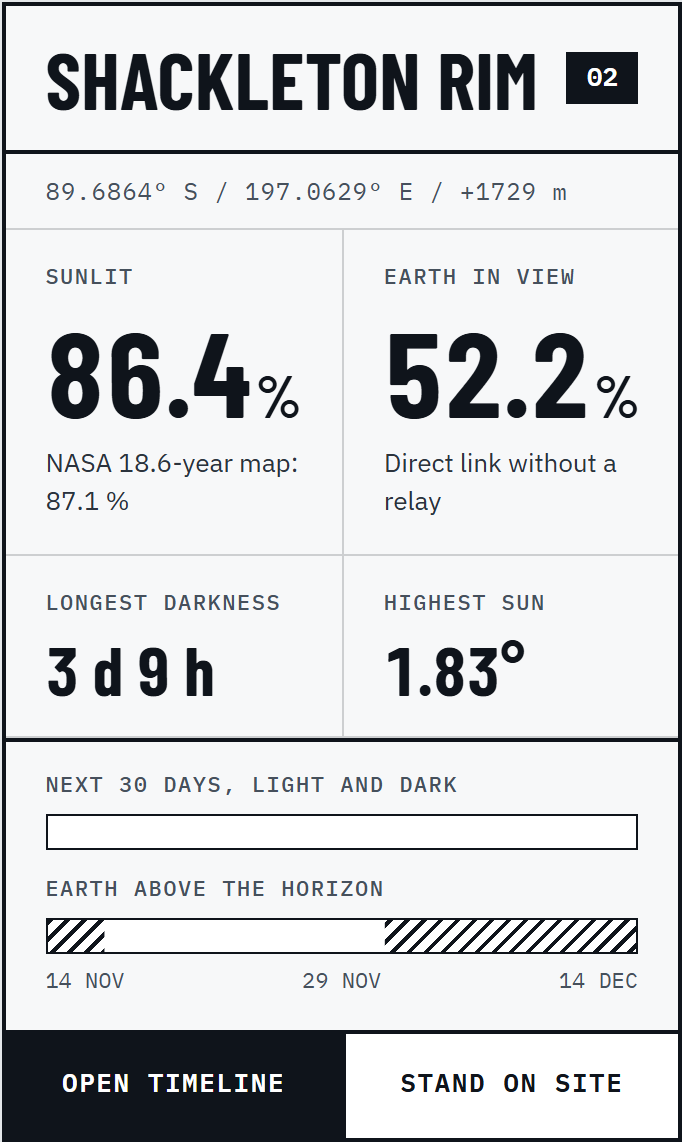 SHACKLETON RIM 02
89.6864° S / 197.0629° E / +1729 m
SUNLIT
86.4%
NASA 18.6-year map:
87.1 %
EARTH IN VIEW
52.2%
Direct link without a
relay
LONGEST DARKNESS
3 d 9 h
HIGHEST SUN
1.83°
NEXT 30 DAYS, LIGHT AND DARK
EARTH ABOVE THE HORIZON
14 NOV 29 NOV 14 DEC
OPEN TIMELINE
STAND ON SITE